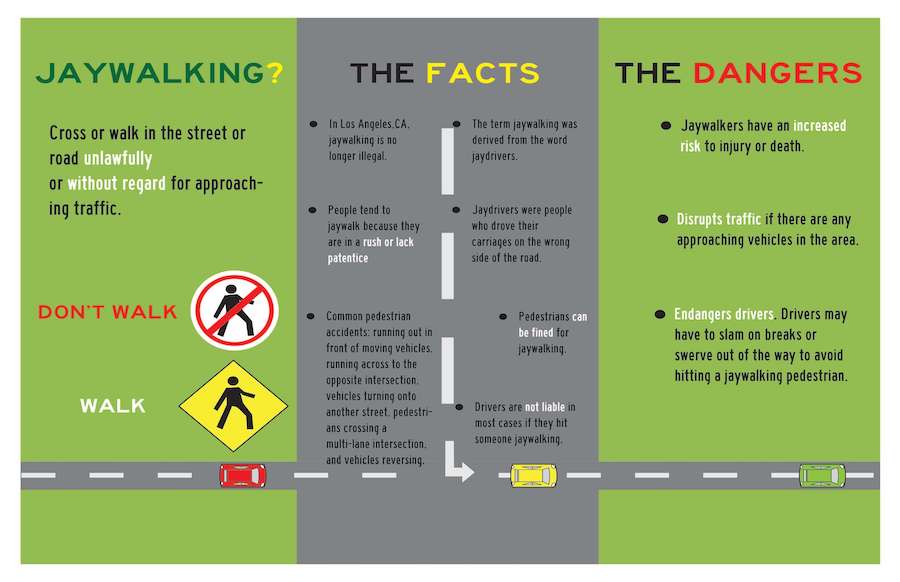 JAYWALKING?
Cross or walk in the street or
road unlawfully
or without regard for approach-
ing traffic.
DON'T WALK
WALK
THE FACTS
In Los Angeles,CA,
jaywalking is no
longer illegal.
People tend to
jaywalk because they
are in a rush or lack
patentice
Common pedestrian
accidents: running out in
front of moving vehicles,
running across to the
opposite intersection,
vehicles turning onto
another street, pedestri-
ans crossing a
multi-lane intersection,
and vehicles reversing.
The term jaywalking was
derived from the word
jaydrivers.
Jaydrivers were people
who drove their
carriages on the wrong
side of the road.
Pedestrians can
be fined for
jaywalking.
Drivers are not liable in
most cases if they hit
someone jaywalking.
THE DANGERS
Jaywalkers have an increased
risk to injury or death.
Disrupts traffic if there are any
approaching vehicles in the area.
Endangers drivers. Drivers may
have to slam on breaks or
swerve out of the way to avoid
hitting a jaywalking pedestrian.